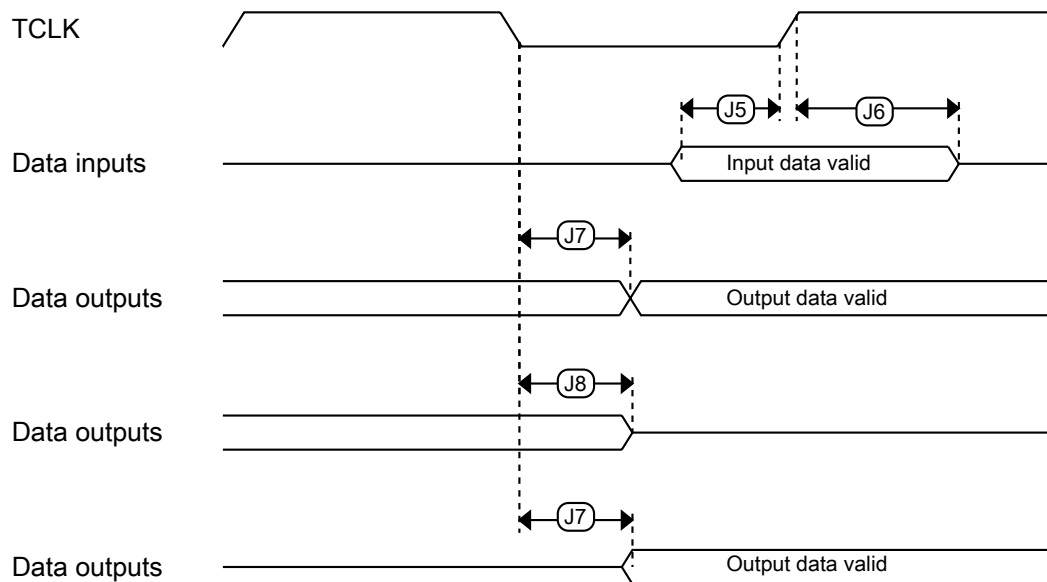 TCLK
J5
J6
Data inputs
Input data valid
J7
Data outputs
Output data valid
J8
Data outputs
J7
Data outputs
Output data valid